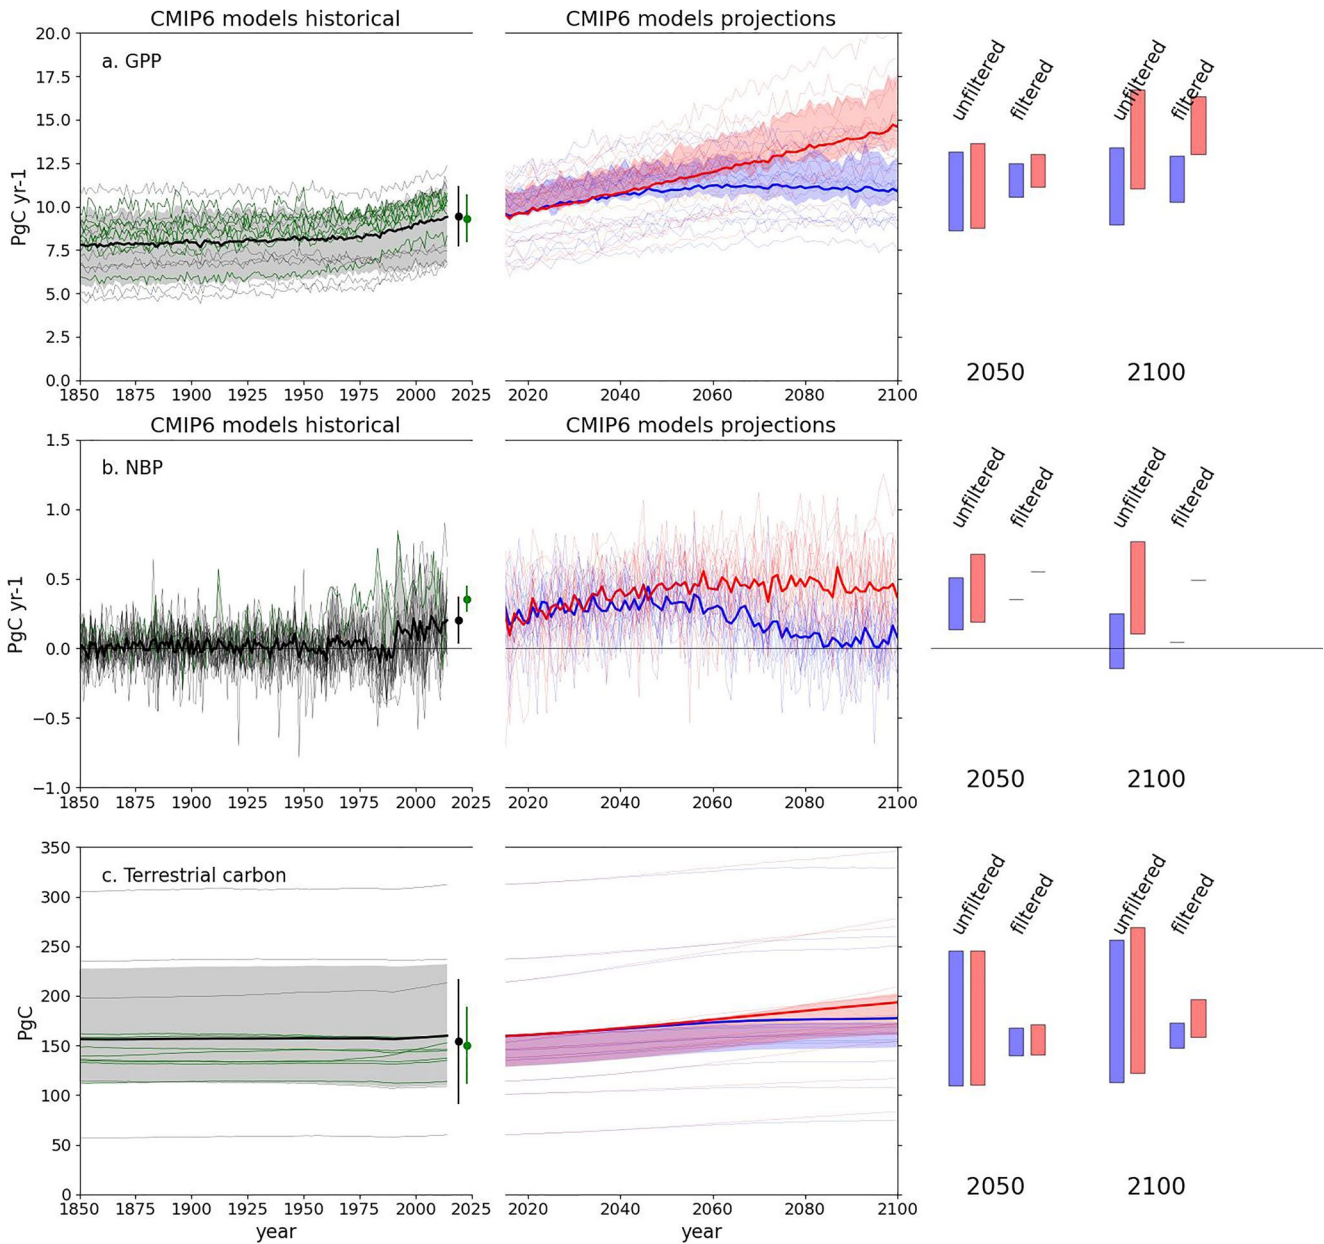 CMIP6 models historical
CMIP6 models projections
a. GPP
PgC yr-1
20.0
17.5
15.0
12.5
10.0
7.5
5.0
2.5
0.0
1850 1875 1900 1925 1950 1975 2000 2025
2020 2040 2060 2080 2100
unfiltered
filtered
unfiltered
filtered
2050
2100
CMIP6 models historical
CMIP6 models projections
b. NBP
PgC yr-1
1.5
1.0
0.5
0.0
−0.5
−1.0
1850 1875 1900 1925 1950 1975 2000 2025
2020 2040 2060 2080 2100
unfiltered
filtered
unfiltered
filtered
2050
2100
c. Terrestrial carbon
PgC
350
300
250
200
150
100
50
0
1850 1875 1900 1925 1950 1975 2000 2025
2020 2040 2060 2080 2100
year
year
unfiltered
filtered
unfiltered
filtered
2050
2100